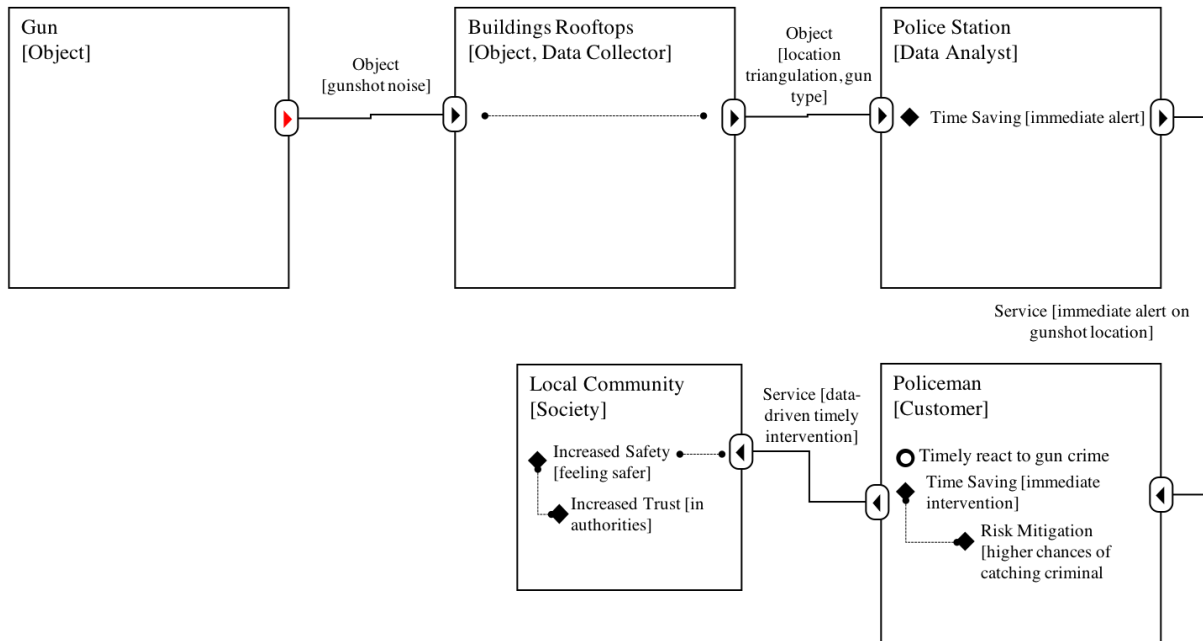 Gun
[Object]
Object
[gunshot noise]
Buildings Rooftops
[Object, Data Collector]
Object
[location
triangulation, gun
type]
Police Station
[Data Analyst]
Time Saving [immediate alert]
Service [immediate alert on
gunshot location]
Local Community
[Society]
Increased Safety
[feeling safer]
Increased Trust [in
authorities]
Service [data-
driven timely
intervention]
Policeman
[Customer]
Timely react to gun crime
Time Saving [immediate
intervention]
Risk Mitigation
[higher chances of
catching criminal